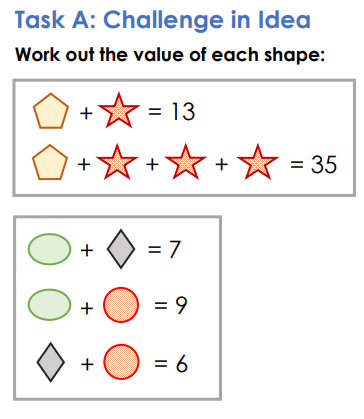 Task A: Challenge in Idea
Work out the value of each shape:
+ = 13
+ + + = 35
+ = 7
+ = 9
+ = 6